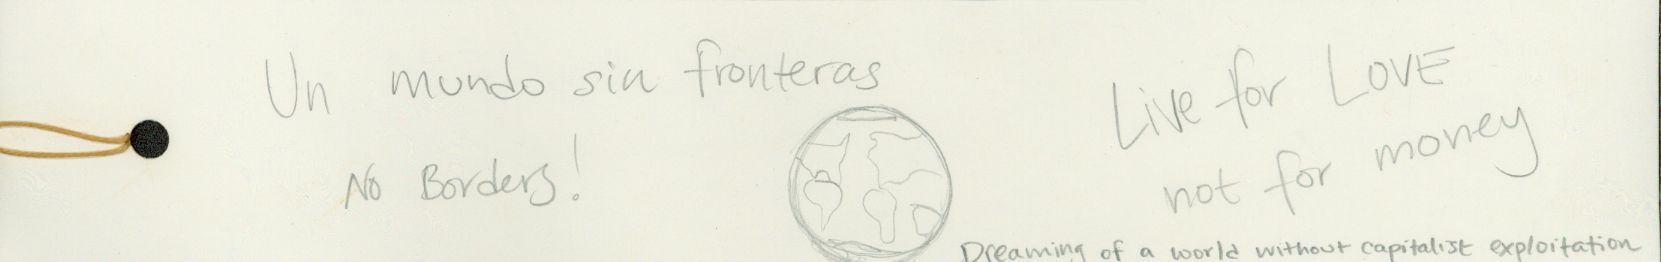 Un mundo sin fronteras
No Borders!
Live for LOVE
not for money
Dreaming of a world without capitalist exploitation